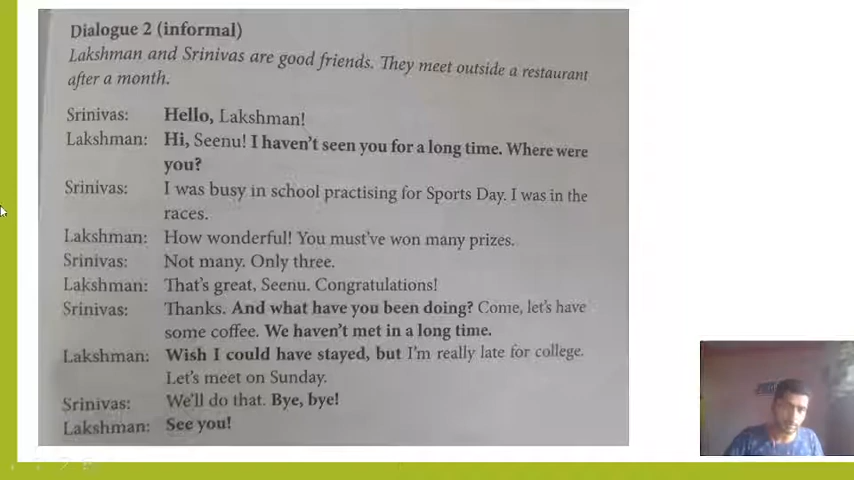 Dialogue 2 (informal)
Lakshman and Srinivas are good friends. They meet outside a restaurant
after a month.
Srinivas: Hello, Lakshman!
Lakshman: Hi, Seenu! I haven't seen you for a long time. Where were
you?
Srinivas: I was busy in school practising for Sports Day. I was in the
races.
Lakshman: How wonderful! You must've won many prizes.
Srinivas: Not many. Only three.
Lakshman: That's great, Seenu. Congratulations!
Srinivas: Thanks. And what have you been doing? Come, let's have
some coffee. We haven't met in a long time.
Lakshman: Wish I could have stayed, but I'm really late for college.
Let's meet on Sunday.
Srinivas: We'll do that. Bye, bye!
Lakshman: See you!